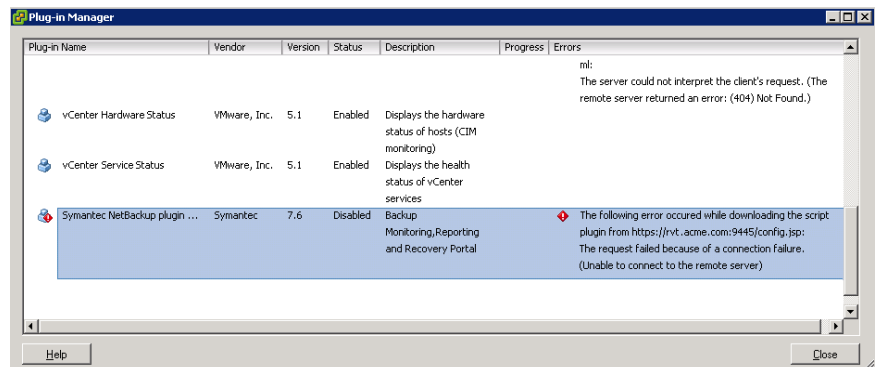 Plug-in Manager
Plug-in Name Vendor Version Status Description Progress Errors
ml:
The server could not interpret the client's request. (The
remote server returned an error: (404) Not Found.)
vCenter Hardware Status VMware, Inc. 5.1 Enabled Displays the hardware
status of hosts (CIM
monitoring)
vCenter Service Status VMware, Inc. 5.1 Enabled Displays the health
status of vCenter
services
Symantec NetBackup plugin ... Symantec 7.6 Disabled Backup
Monitoring,Reporting
and Recovery Portal
The following error occured while downloading the script
plugin from https://rvt.acme.com:9445/config.jsp:
The request failed because of a connection failure.
(Unable to connect to the remote server)
Help Close